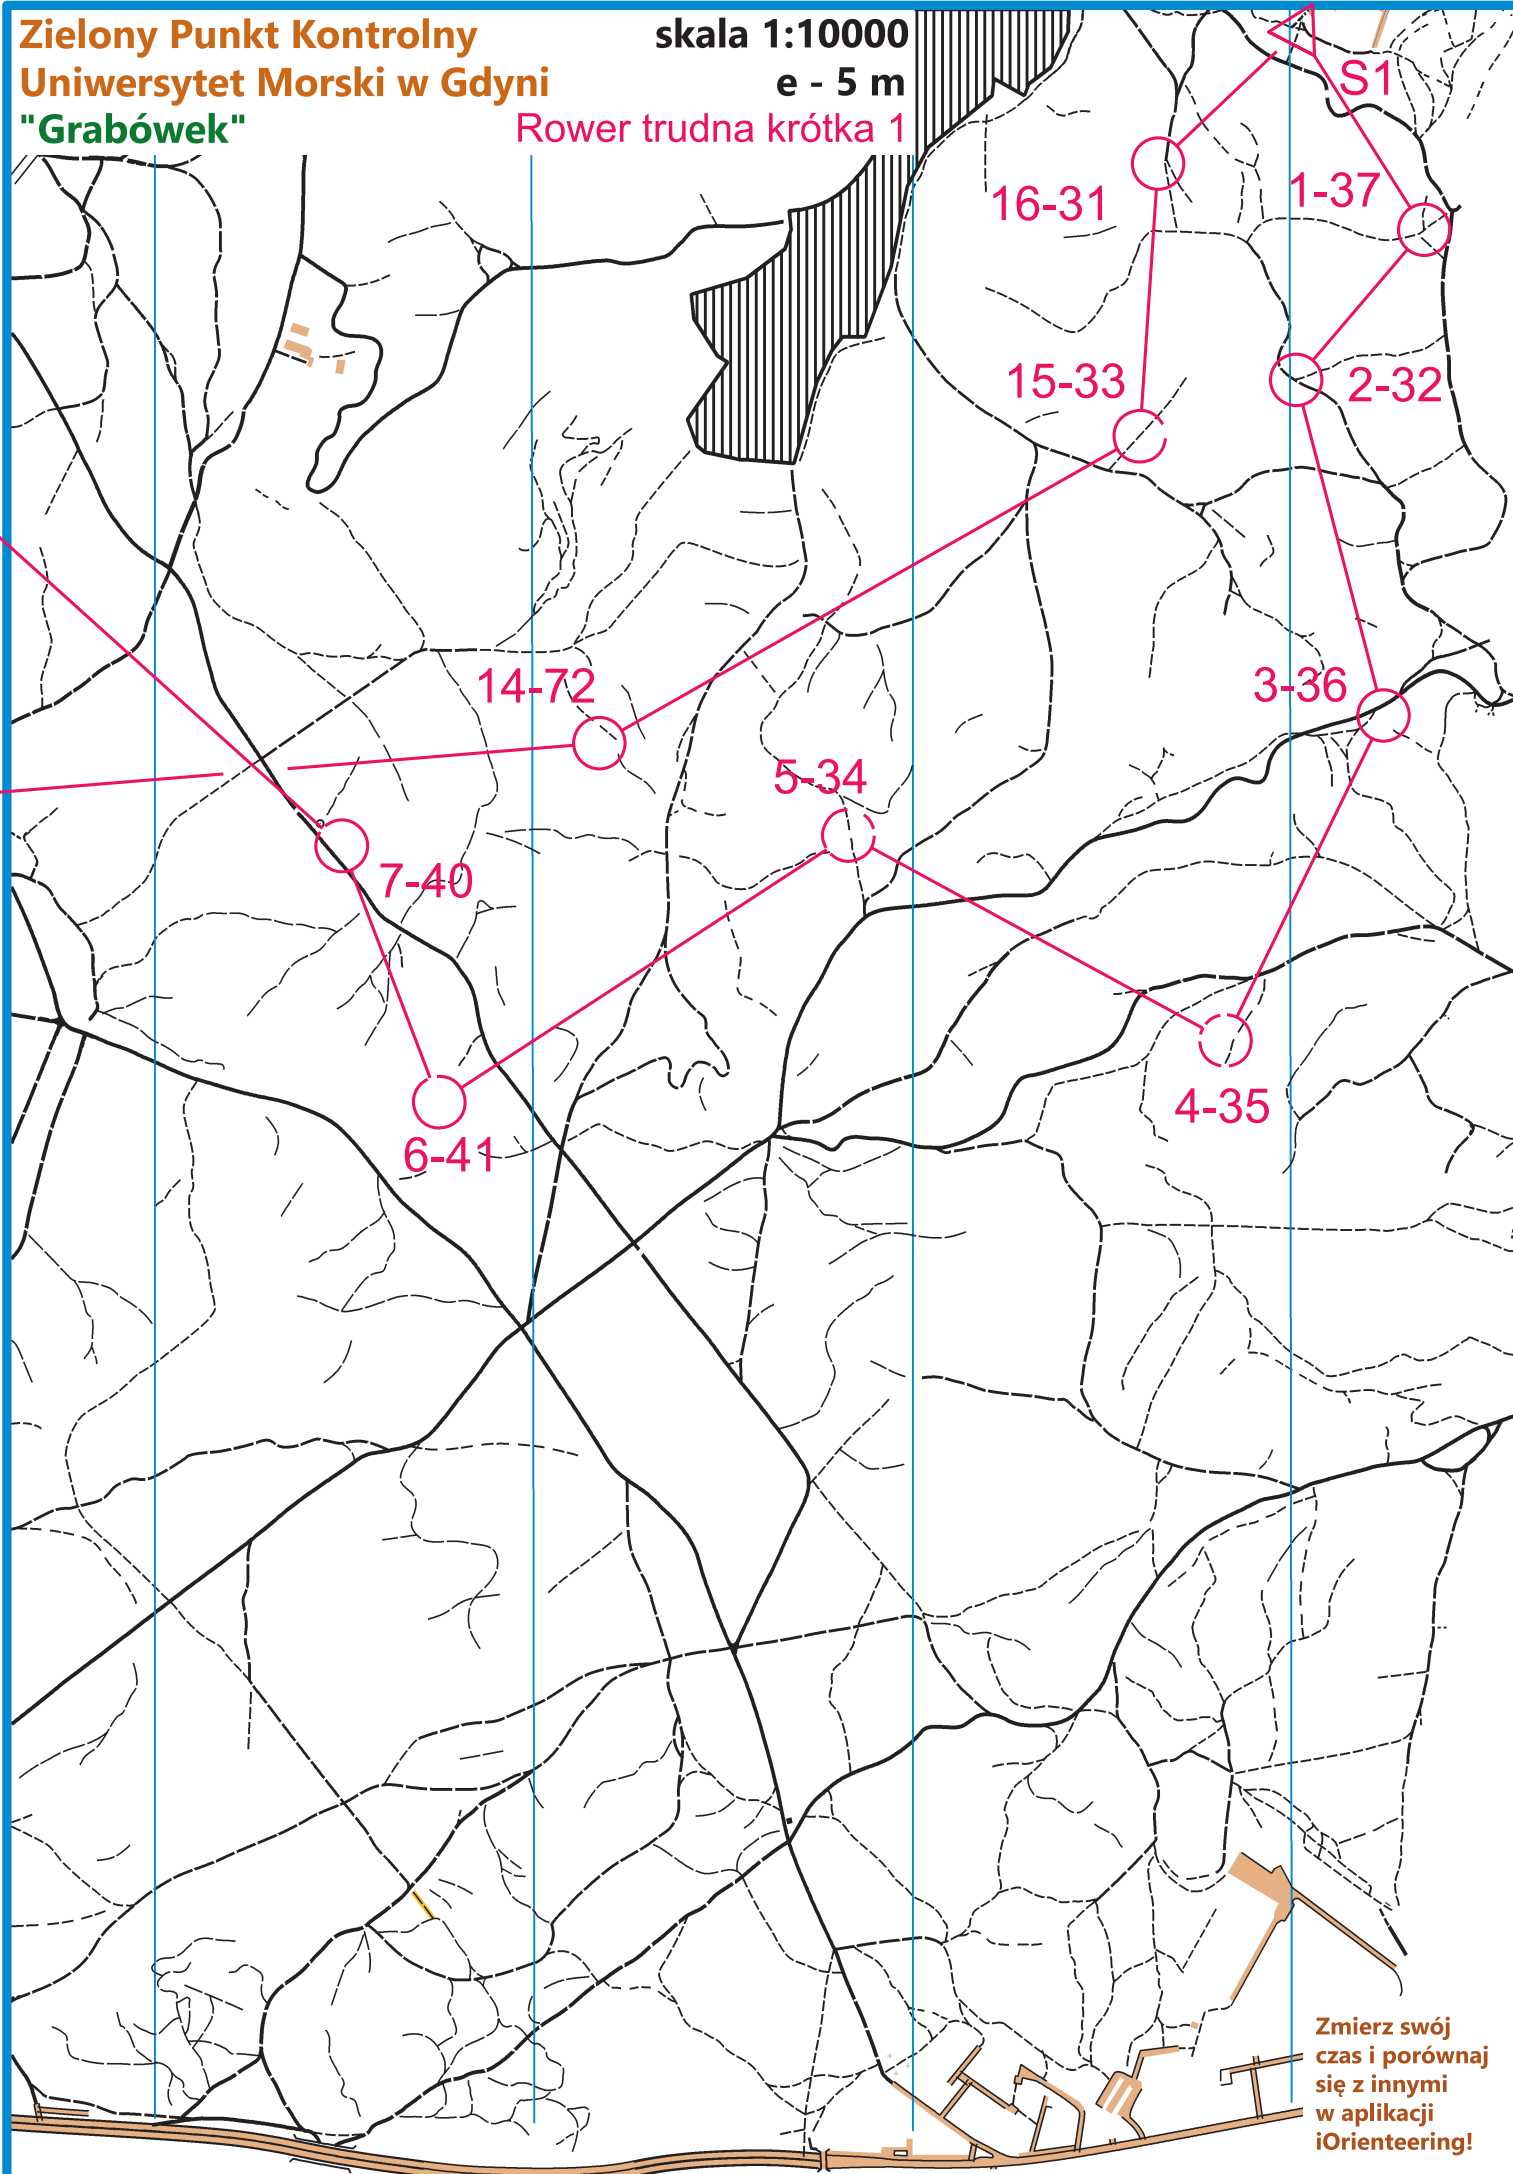 Zielony Punkt Kontrolny
Uniwersytet Morski w Gdyni
"Grabówek"
skala 1:10000
e - 5 m
Rower trudna krótka 1
S1
16-31
1-37
15-33
2-32
14-72
3-36
5-34
7-40
4-35
6-41
Zmierz swój
czas i porównaj
się z innymi
w aplikacji
iOrienteering!